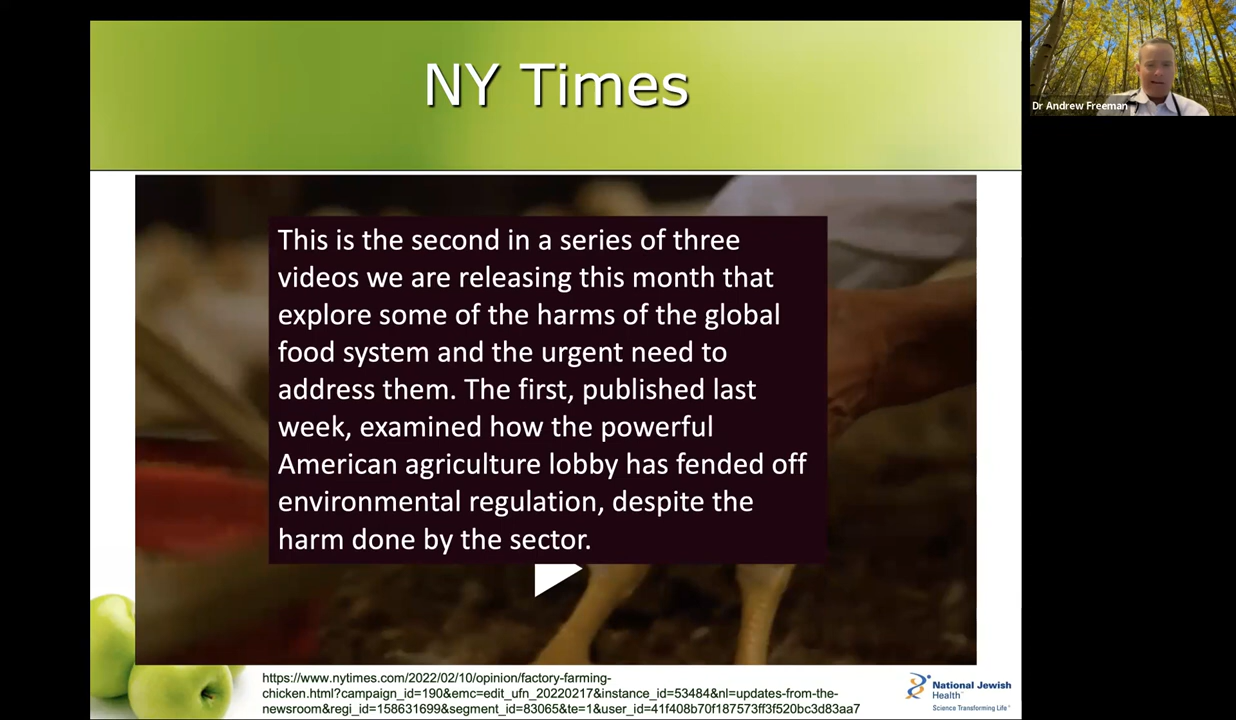 NY Times
Dr Andrew Freeman
This is the second in a series of three
videos we are releasing this month that
explore some of the harms of the global
food system and the urgent need to
address them. The first, published last
week, examined how the powerful
American agriculture lobby has fended off
environmental regulation, despite the
harm done by the sector.
https://www.nytimes.com/2022/02/10/opinion/factory-farming-
chicken.html?campaign_id=190&emc=edit_ufn_20220217&instance_id=53484&nl=updates-from-the-
newsroom&regi_id=158631699&segment_id=83065&te=1&user_id=41f408b70f187573ff3f520bc3d83aa7
National Jewish
Health™
Science Transforming Life®